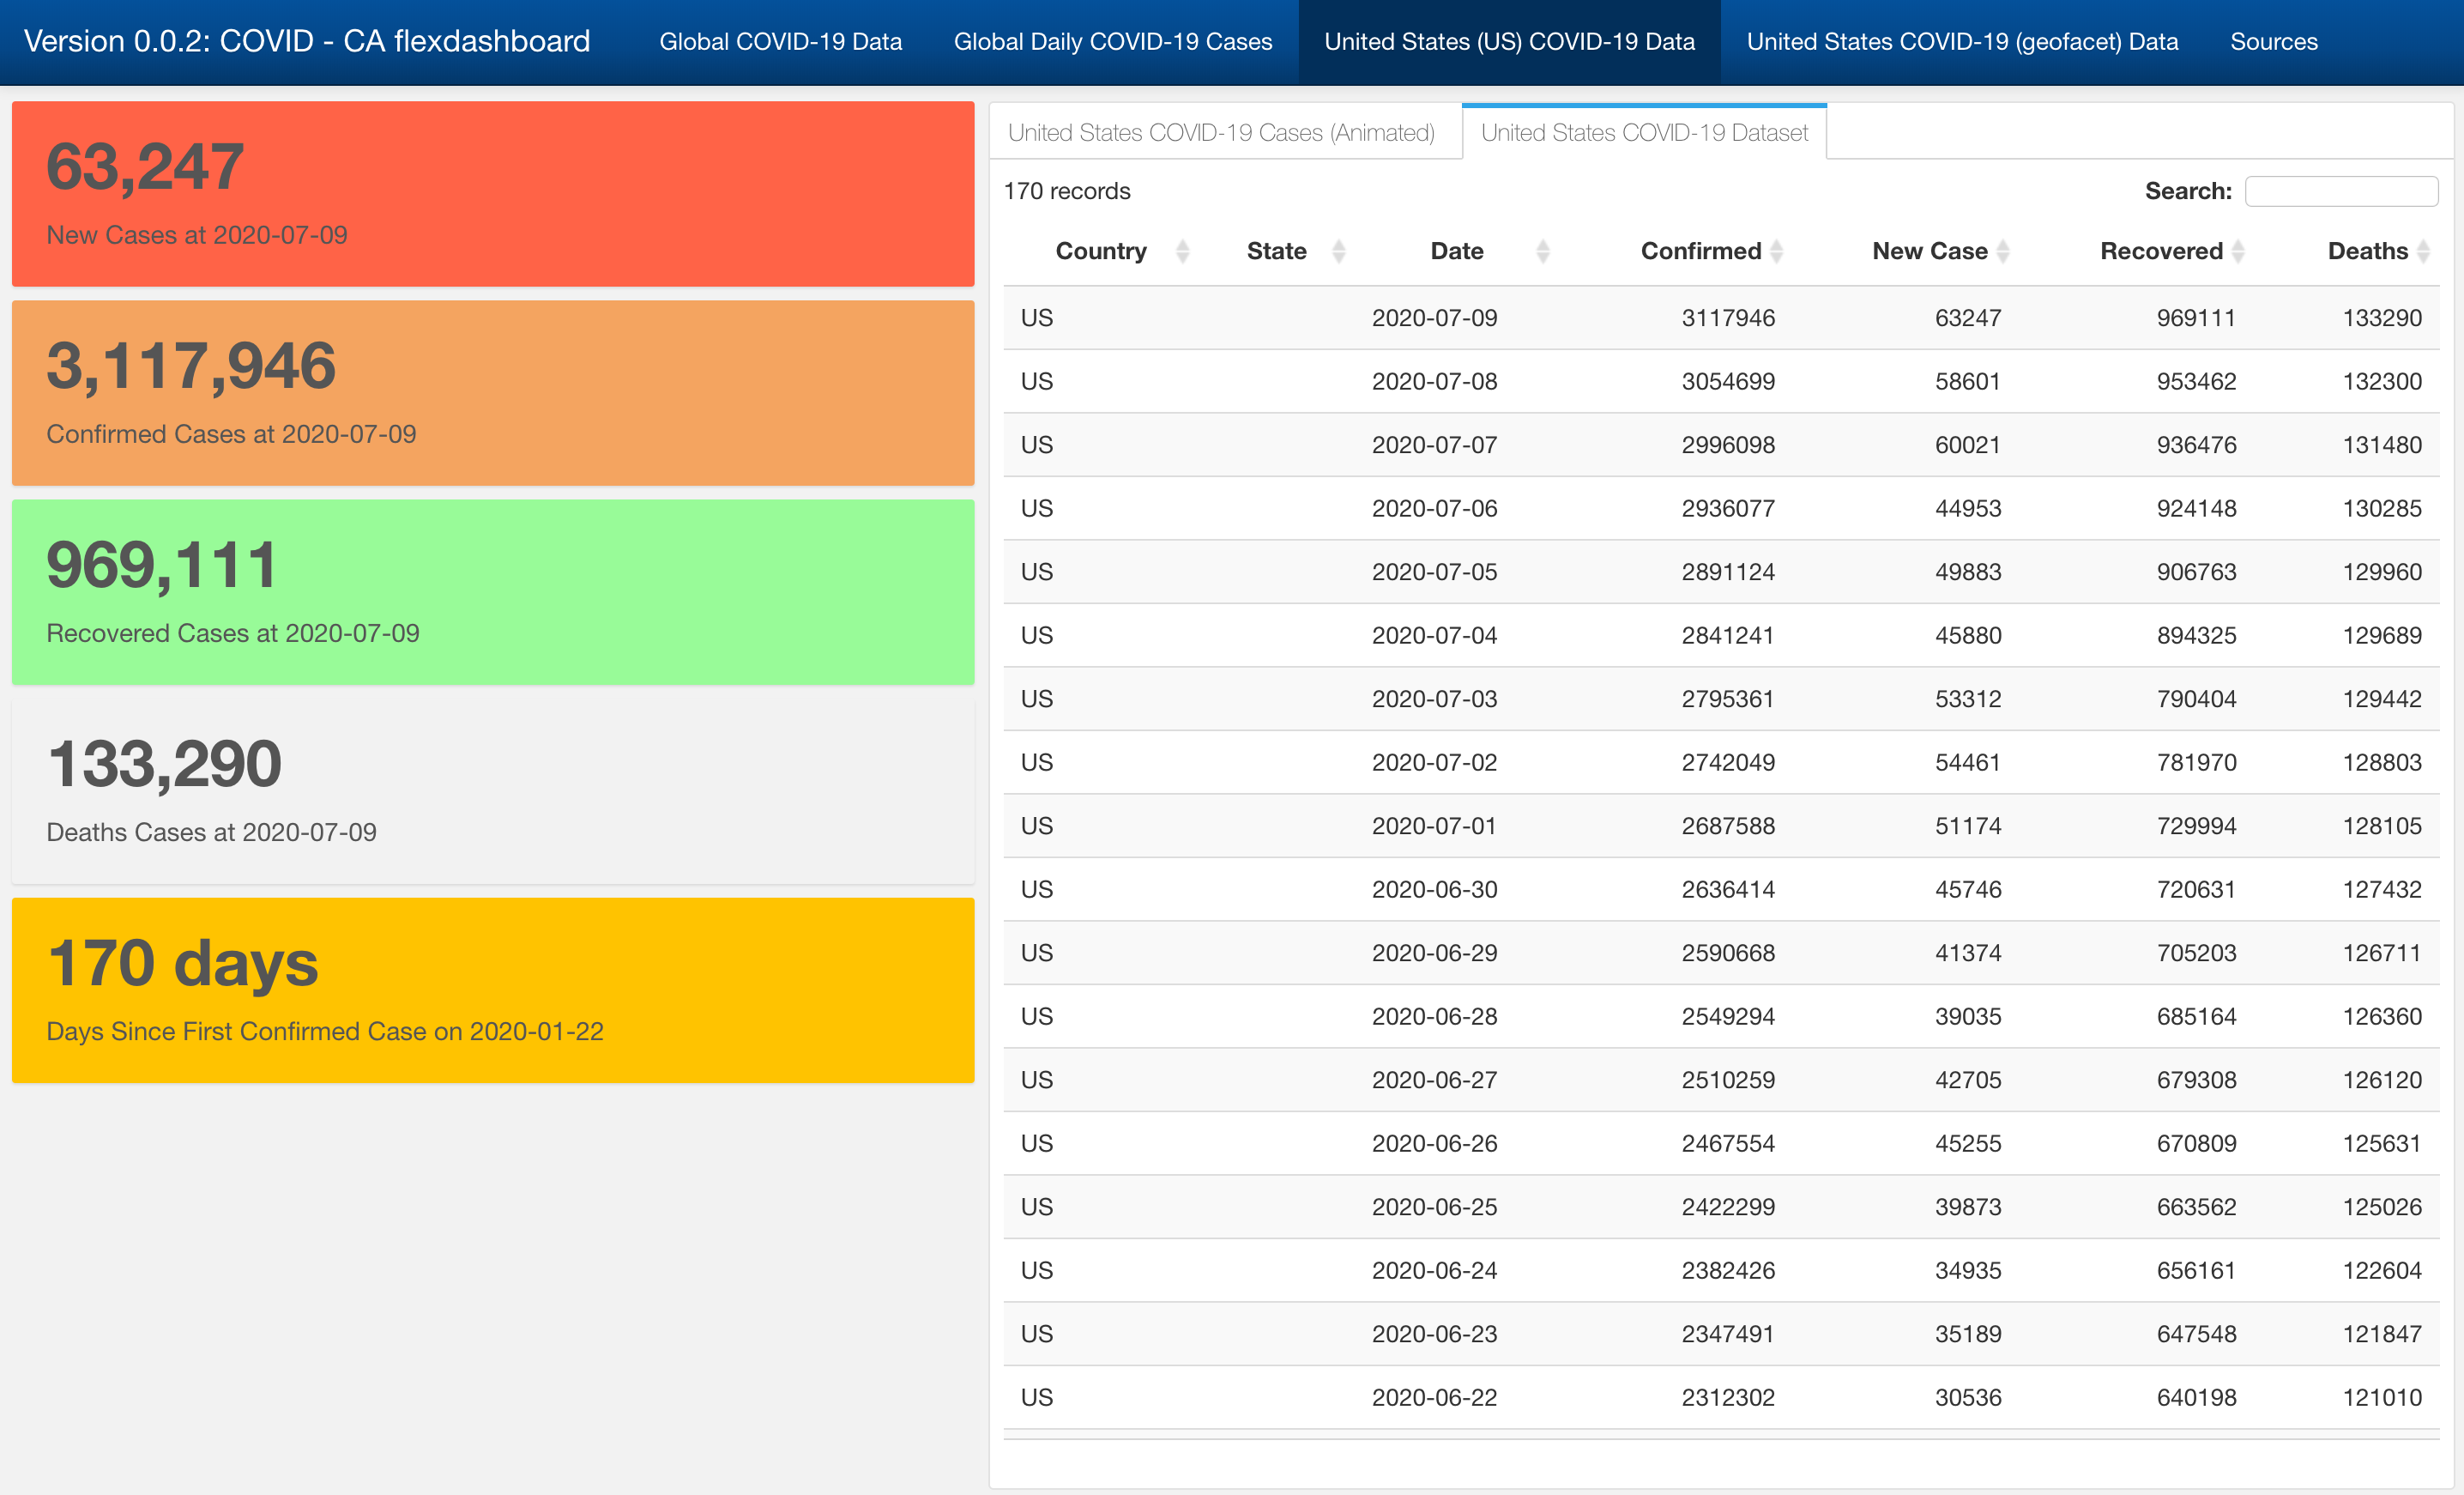 Version 0.0.2: COVID - CA flexdashboard Global COVID-19 Data Global Daily COVID-19 Cases United States (US) COVID-19 Data United States COVID-19 (geofacet) Data Sources
63,247
New Cases at 2020-07-09
3,117,946
Confirmed Cases at 2020-07-09
969,111
Recovered Cases at 2020-07-09
133,290
Deaths Cases at 2020-07-09
170 days
Days Since First Confirmed Case on 2020-01-22
United States COVID-19 Cases (Animated) United States COVID-19 Dataset
170 records Search:
Country State Date Confirmed New Case Recovered Deaths
US 2020-07-09 3117946 63247 969111 133290
US 2020-07-08 3054699 58601 953462 132300
US 2020-07-07 2996098 60021 936476 131480
US 2020-07-06 2936077 44953 924148 130285
US 2020-07-05 2891124 49883 906763 129960
US 2020-07-04 2841241 45880 894325 129689
US 2020-07-03 2795361 53312 790404 129442
US 2020-07-02 2742049 54461 781970 128803
US 2020-07-01 2687588 51174 729994 128105
US 2020-06-30 2636414 45746 720631 127432
US 2020-06-29 2590668 41374 705203 126711
US 2020-06-28 2549294 39035 685164 126360
US 2020-06-27 2510259 42705 679308 126120
US 2020-06-26 2467554 45255 670809 125631
US 2020-06-25 2422299 39873 663562 125026
US 2020-06-24 2382426 34935 656161 122604
US 2020-06-23 2347491 35189 647548 121847
US 2020-06-22 2312302 30536 640198 121010